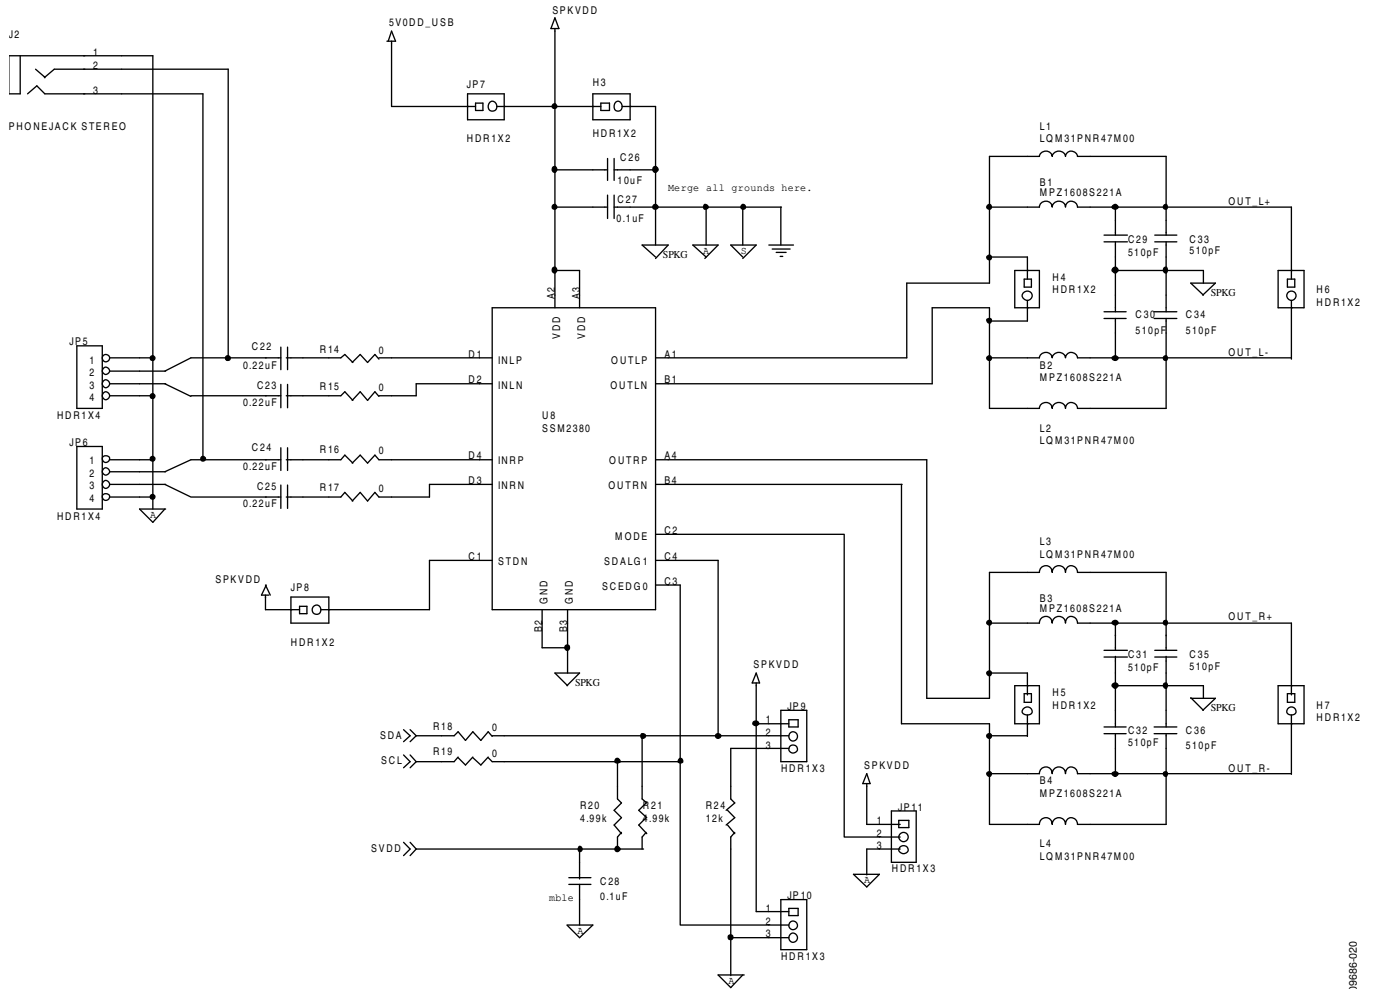 J2
1
2
3
PHONEJACK STEREO
5V0DD_USB
SPKVDD
JP7
HDR1X2
H3
HDR1X2
C26
10uF
C27
0.1uF
Merge all grounds here.
SPKG
A
S
A2
A3
VDD
VDD
JP5
1
2
3
4
HDR1X4
C22
0.22uF
R14
0
D1
INLP
C23
0.22uF
R15
0
D2
INLN
JP6
1
2
3
4
HDR1X4
A
C24
0.22uF
R16
0
D4
INRP
C25
0.22uF
R17
0
D3
INRN
U8
SSM2380
OUTLP
A1
OUTLN
B1
OUTRP
A4
OUTRN
B4
MODE
C2
SDALG1
C4
SCEDG0
C3
SPKVDD
JP8
HDR1X2
C1
STDN
GND
GND
B2
B3
SPKG
L1
LQM31PNR47M00
B1
MPZ1608S221A
OUT_L+
C29
510pF
C33
510pF
H4
HDR1X2
SPKG
H6
HDR1X2
C30
510pF
C34
510pF
OUT_L-
B2
MPZ1608S221A
L2
LQM31PNR47M00
L3
LQM31PNR47M00
B3
MPZ1608S221A
OUT_R+
C31
510pF
C35
510pF
H5
HDR1X2
SPKG
H7
HDR1X2
C32
510pF
C36
510pF
OUT_R-
B4
MPZ1608S221A
L4
LQM31PNR47M00
SDA
R18
0
SCL
R19
0
R20
4.99k
R21
4.99k
SVDD
C28
0.1uF
mble
A
SPKVDD
JP9
1
2
3
HDR1X3
R24
12k
JP10
1
2
3
HDR1X3
A
SPKVDD
JP11
1
2
3
HDR1X3
A
09686-020